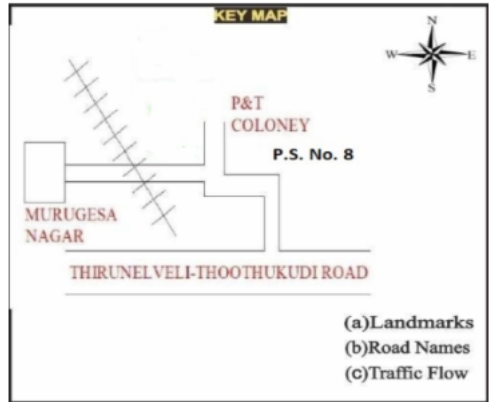 KEY MAP
N
W
E
S
P&T
COLONEY
P.S. No. 8
MURUGESA
NAGAR
THIRUNELVELI-THOOTHUKUDI ROAD
(a)Landmarks
(b)Road Names
(c)Traffic Flow